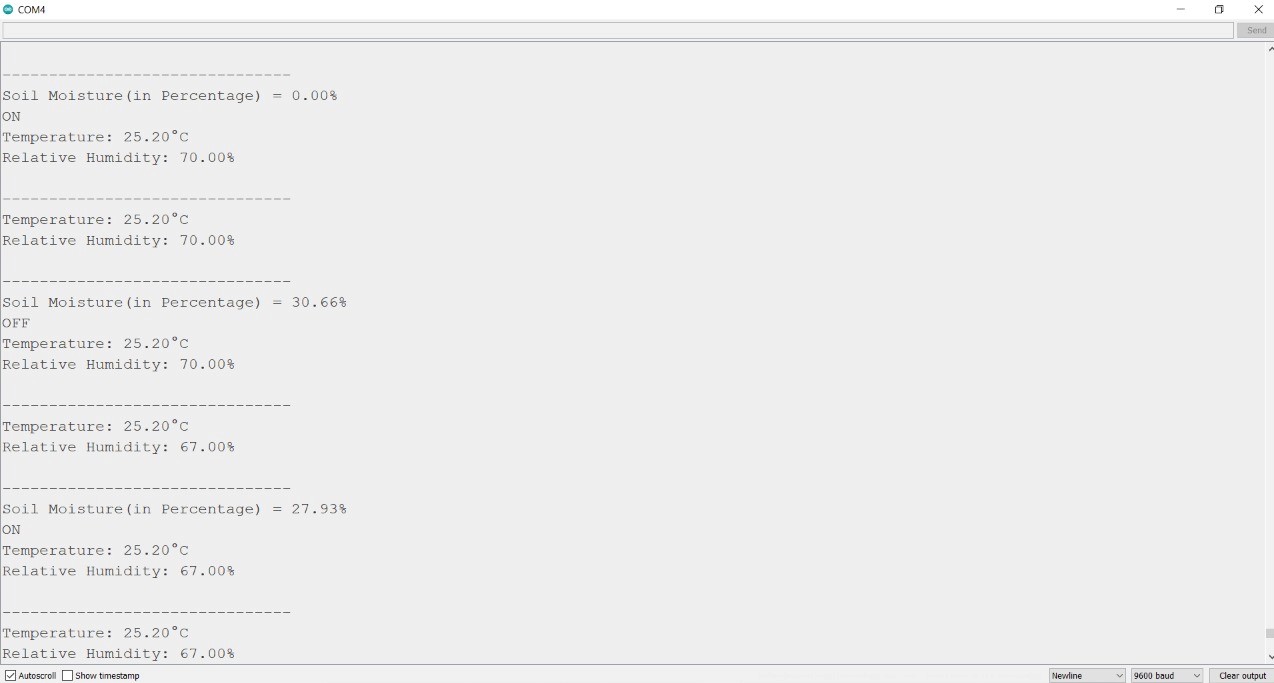 COM4
Send
-------------------------------
Soil Moisture(in Percentage) = 0.00%
ON
Temperature: 25.20°C
Relative Humidity: 70.00%
-------------------------------
Temperature: 25.20°C
Relative Humidity: 70.00%
-------------------------------
Soil Moisture(in Percentage) = 30.66%
OFF
Temperature: 25.20°C
Relative Humidity: 70.00%
-------------------------------
Temperature: 25.20°C
Relative Humidity: 67.00%
-------------------------------
Soil Moisture(in Percentage) = 27.93%
ON
Temperature: 25.20°C
Relative Humidity: 67.00%
-------------------------------
Temperature: 25.20°C
Relative Humidity: 67.00%
Autoscroll Show timestamp Newline 9600 baud Clear output